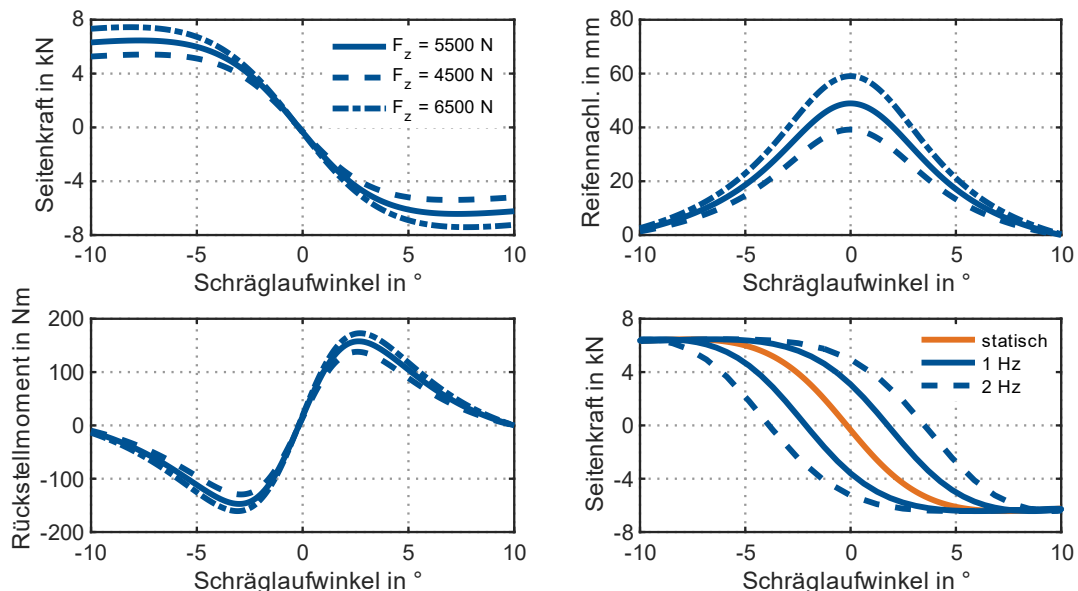 Seitenkraft in kN
8
4
0
-4
-8
F_z = 5500 N
F_z = 4500 N
F_z = 6500 N
-10 -5 0 5 10
Schräglaufwinkel in °
Reifennachl. in mm
80
60
40
20
0
-10 -5 0 5 10
Schräglaufwinkel in °
Rückstellmoment in Nm
200
100
0
-100
-200
-10 -5 0 5 10
Schräglaufwinkel in °
Seitenkraft in kN
8
4
0
-4
-8
statisch
1 Hz
2 Hz
-10 -5 0 5 10
Schräglaufwinkel in °